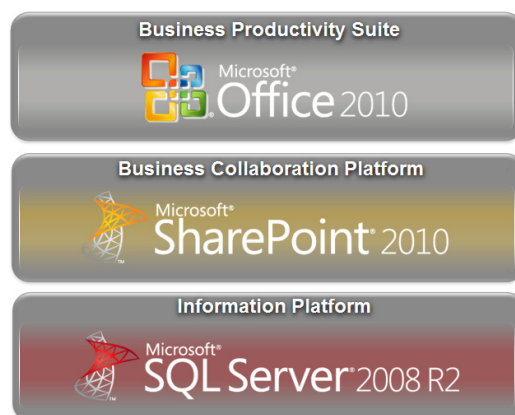 Business Productivity Suite
Microsoft®
Office 2010
Business Collaboration Platform
Microsoft®
SharePoint® 2010
Information Platform
Microsoft®
SQL Server® 2008 R2